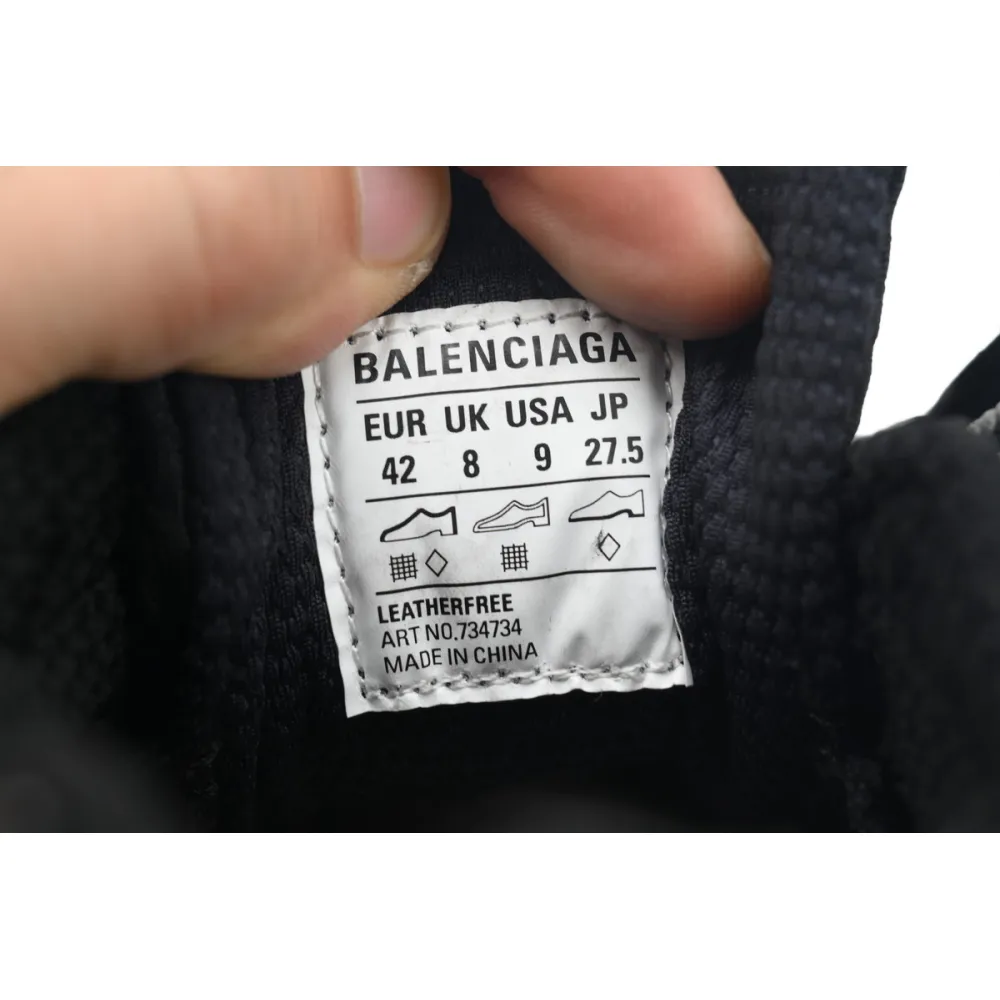 BALENCIAGA
EUR UK USA JP
42 8 9 27.5
LEATHERFREE
ART NO.734734
MADE IN CHINA